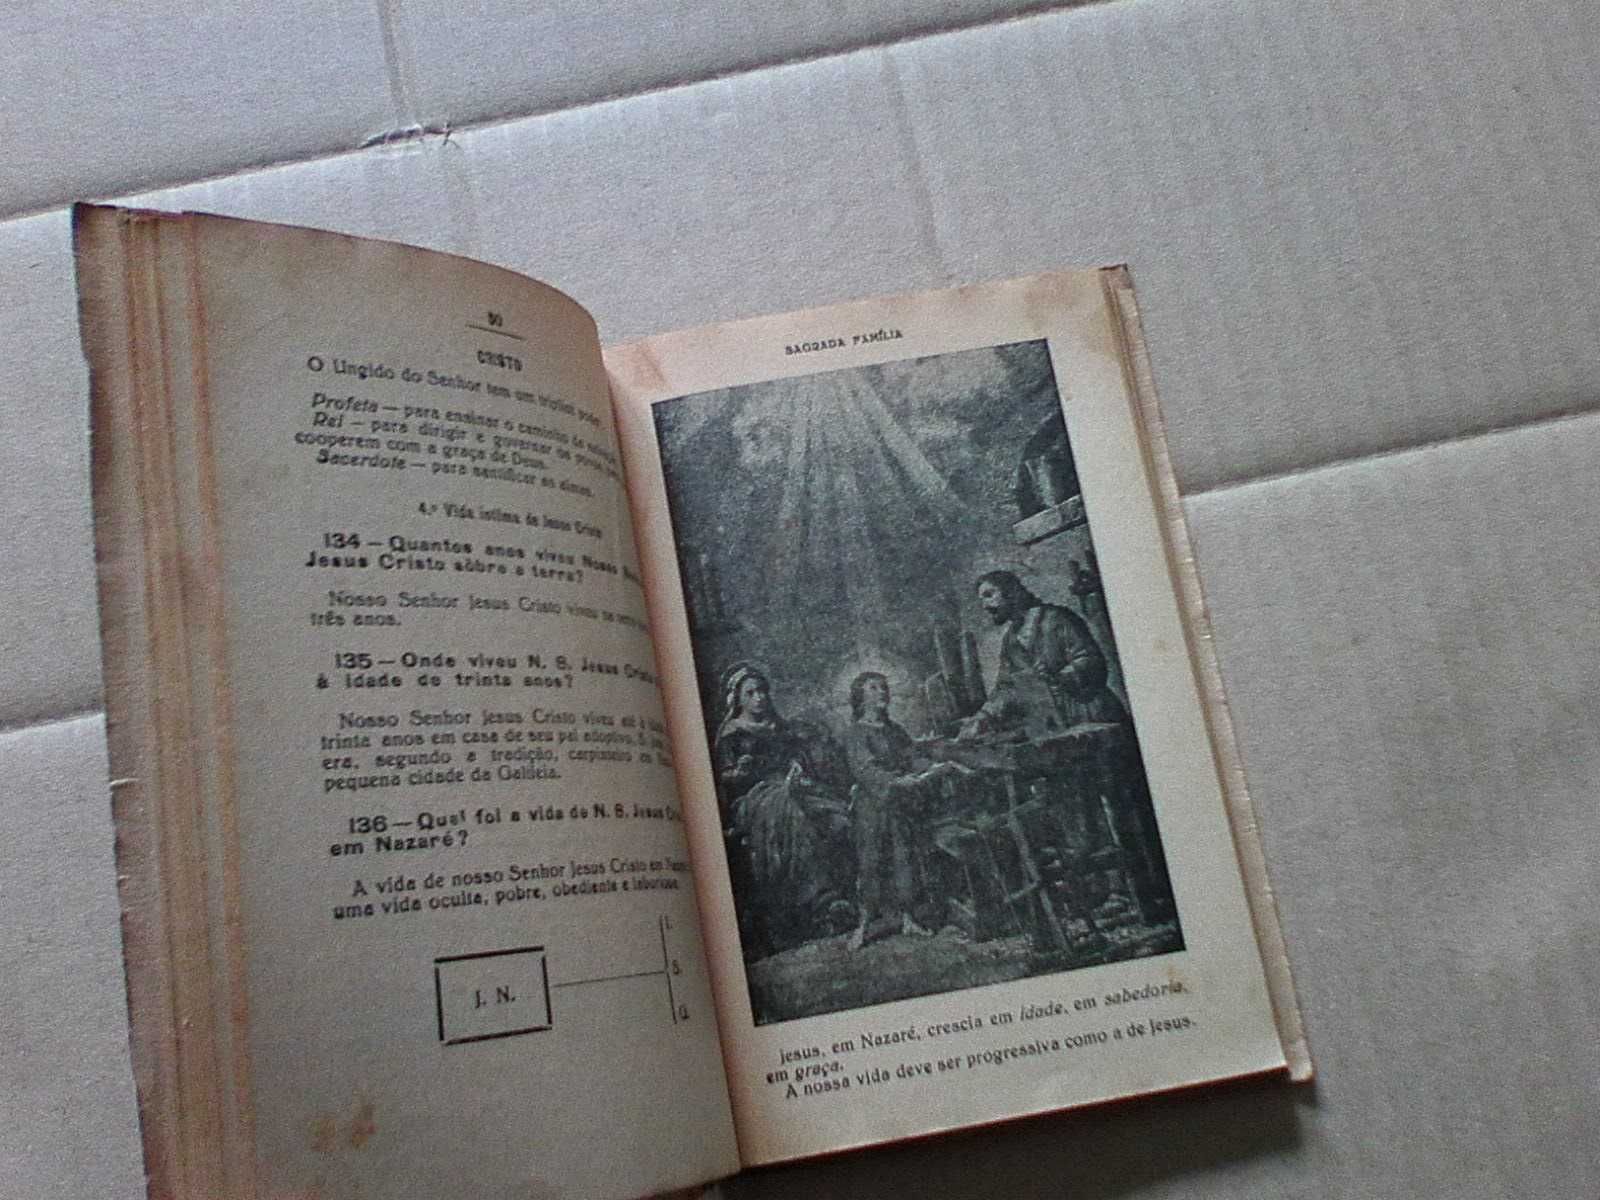 50
CRISTO
O Ungido do Senhor tem um tríplice poder:
Profeta — para ensinar o caminho da
Rei — para dirigir e governar os povos
cooperem com a graça de Deus.
Sacerdote — para santificar as almas.
4.º Vida íntima de Jesus Cristo
134 — Quantos anos viveu Nosso
Jesus Cristo sôbre a terra?
Nosso Senhor Jesus Cristo viveu na terra
três anos.
135 — Onde viveu N. S. Jesus Cristo
à idade de trinta anos?
Nosso Senhor Jesus Cristo viveu até à
trinta anos em casa de seu pai adoptivo, S.
era, segundo a tradição, carpinteiro em
pequena cidade da Galileia.
136 — Qual foi a vida de N. S. Jesus
em Nazaré?
A vida de nosso Senhor Jesus Cristo em
uma vida oculta, pobre, obediente e laboriosa.
J. N.
I.
S.
G.
SAGRADA FAMÍLIA
Jesus, em Nazaré, crescia em idade, em sabedoria,
em graça.
A nossa vida deve ser progressiva como a de Jesus.